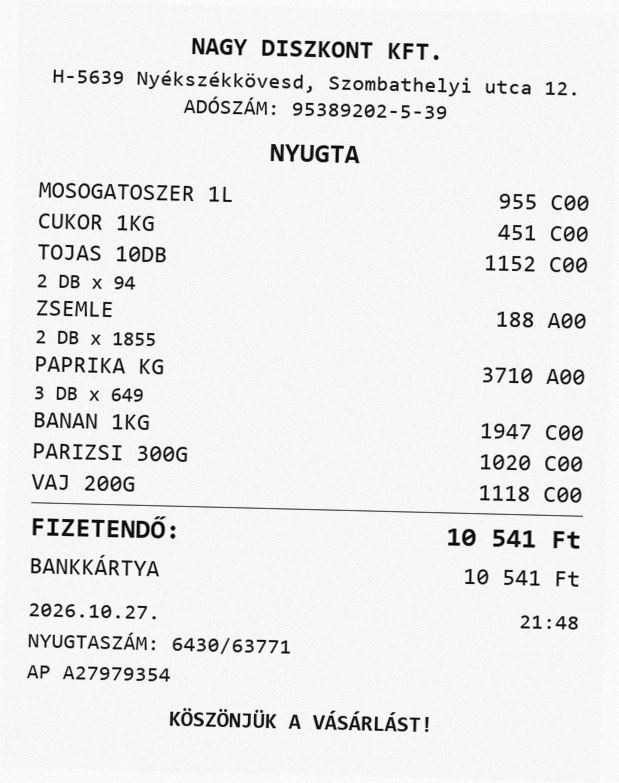 NAGY DISZKONT KFT.
H-5639 Nyékszékkövesd, Szombathelyi utca 12.
ADÓSZÁM: 95389202-5-39
NYUGTA
MOSOGATOSZER 1L 955 C00
CUKOR 1KG 451 C00
TOJAS 10DB 1152 C00
2 DB x 94
ZSEMLE 188 A00
2 DB x 1855
PAPRIKA KG 3710 A00
3 DB x 649
BANAN 1KG 1947 C00
PARIZSI 300G 1020 C00
VAJ 200G 1118 C00
FIZETENDŐ: 10 541 Ft
BANKKÁRTYA 10 541 Ft
2026.10.27. 21:48
NYUGTASZÁM: 6430/63771
AP A27979354
KÖSZÖNJÜK A VÁSÁRLÁST!